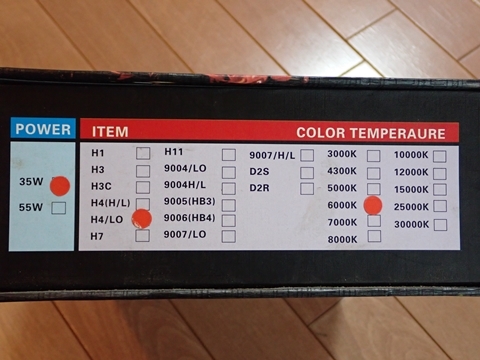 POWER ITEM COLOR TEMPERAURE
35W
55W
H1
H3
H3C
H4(H/L)
H4/LO
H7
H11
9004/LO
9004H/L
9005(HB3)
9006(HB4)
9007/LO
9007/H/L
D2S
D2R
3000K
4300K
5000K
6000K
7000K
8000K
10000K
12000K
15000K
25000K
30000K